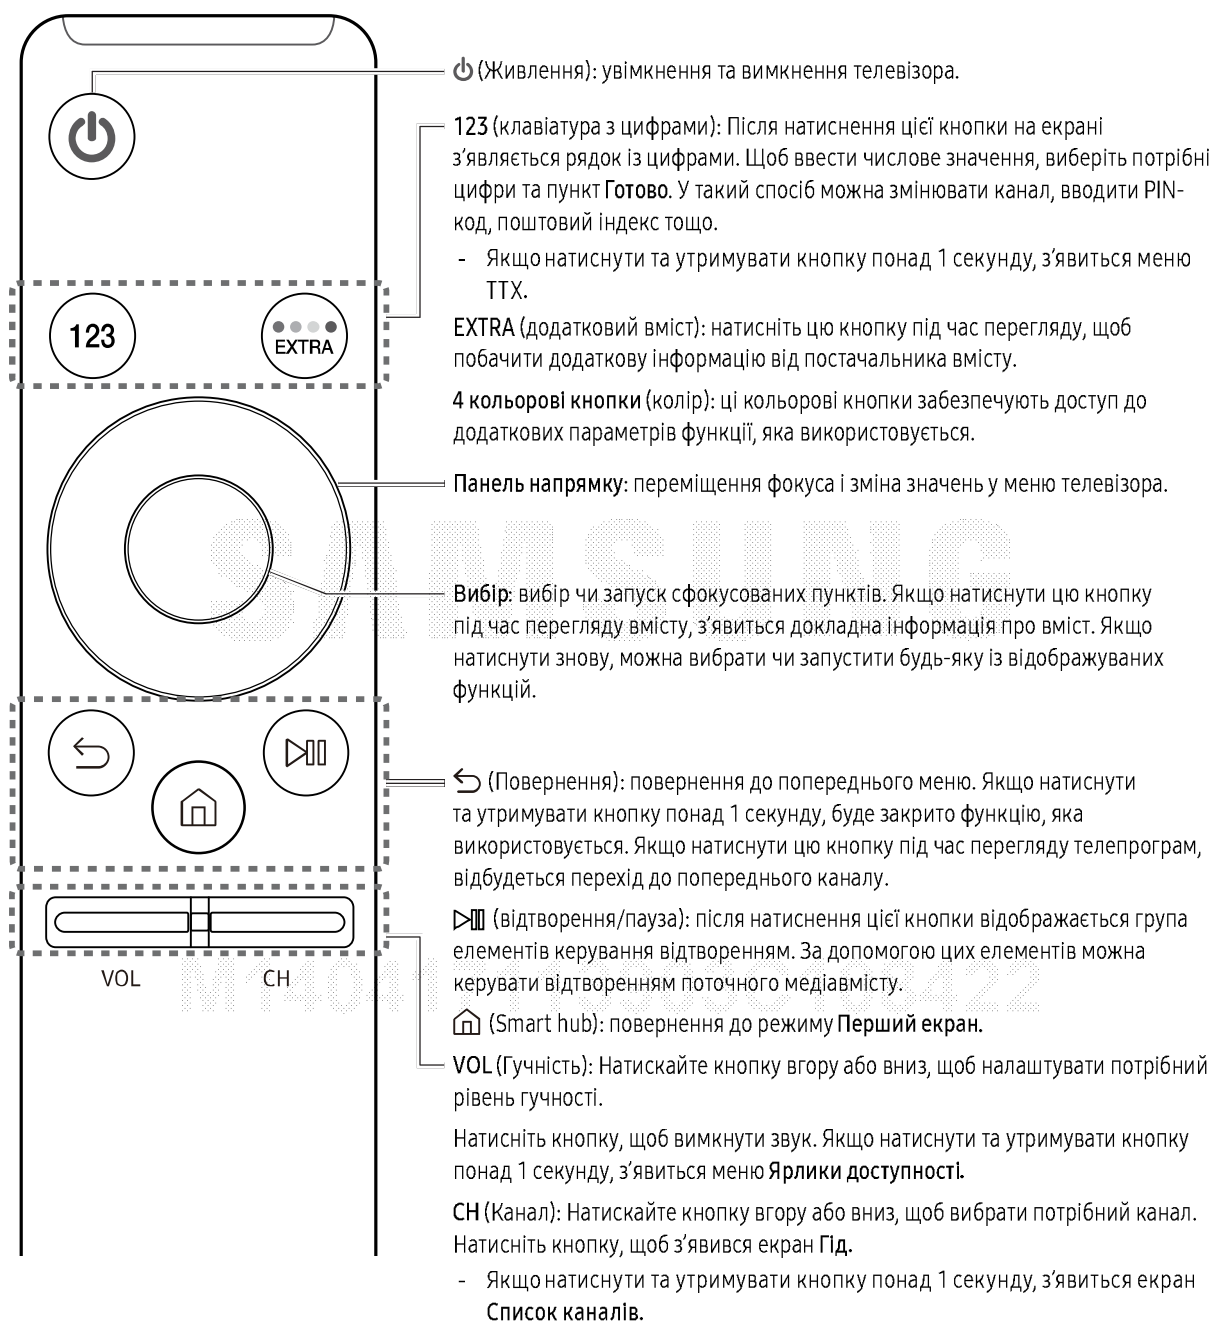 (Живлення): увімкнення та вимкнення телевізора.
123 (клавіатура з цифрами): Після натиснення цієї кнопки на екрані
з’являється рядок із цифрами. Щоб ввести числове значення, виберіть потрібні
цифри та пункт Готово. У такий спосіб можна змінювати канал, вводити PIN-
код, поштовий індекс тощо.
- Якщо натиснути та утримувати кнопку понад 1 секунду, з’явиться меню
TTX.
123
EXTRA
EXTRA (додатковий вміст): натисніть цю кнопку під час перегляду, щоб
побачити додаткову інформацію від постачальника вмісту.
4 кольорові кнопки (колір): ці кольорові кнопки забезпечують доступ до
додаткових параметрів функції, яка використовується.
Панель напрямку: переміщення фокуса і зміна значень у меню телевізора.
SAMSUNG
Вибір: вибір чи запуск сфокусованих пунктів. Якщо натиснути цю кнопку
під час перегляду вмісту, з’явиться докладна інформація про вміст. Якщо
натиснути знову, можна вибрати чи запустити будь-яку із відображуваних
функцій.
(Повернення): повернення до попереднього меню. Якщо натиснути
та утримувати кнопку понад 1 секунду, буде закрито функцію, яка
використовується. Якщо натиснути цю кнопку під час перегляду телепрограм,
відбудеться перехід до попереднього каналу.
(відтворення/пауза): після натиснення цієї кнопки відображається група
елементів керування відтворенням. За допомогою цих елементів можна
керувати відтворенням поточного медіавмісту.
VOL
CH
(Smart hub): повернення до режиму Перший екран.
VOL (Гучність): Натискайте кнопку вгору або вниз, щоб налаштувати потрібний
рівень гучності.
Натисніть кнопку, щоб вимкнути звук. Якщо натиснути та утримувати кнопку
понад 1 секунду, з’явиться меню Ярлики доступності.
CH (Канал): Натискайте кнопку вгору або вниз, щоб вибрати потрібний канал.
Натисніть кнопку, щоб з’явився екран Гід.
- Якщо натиснути та утримувати кнопку понад 1 секунду, з’явиться екран
Список каналів.